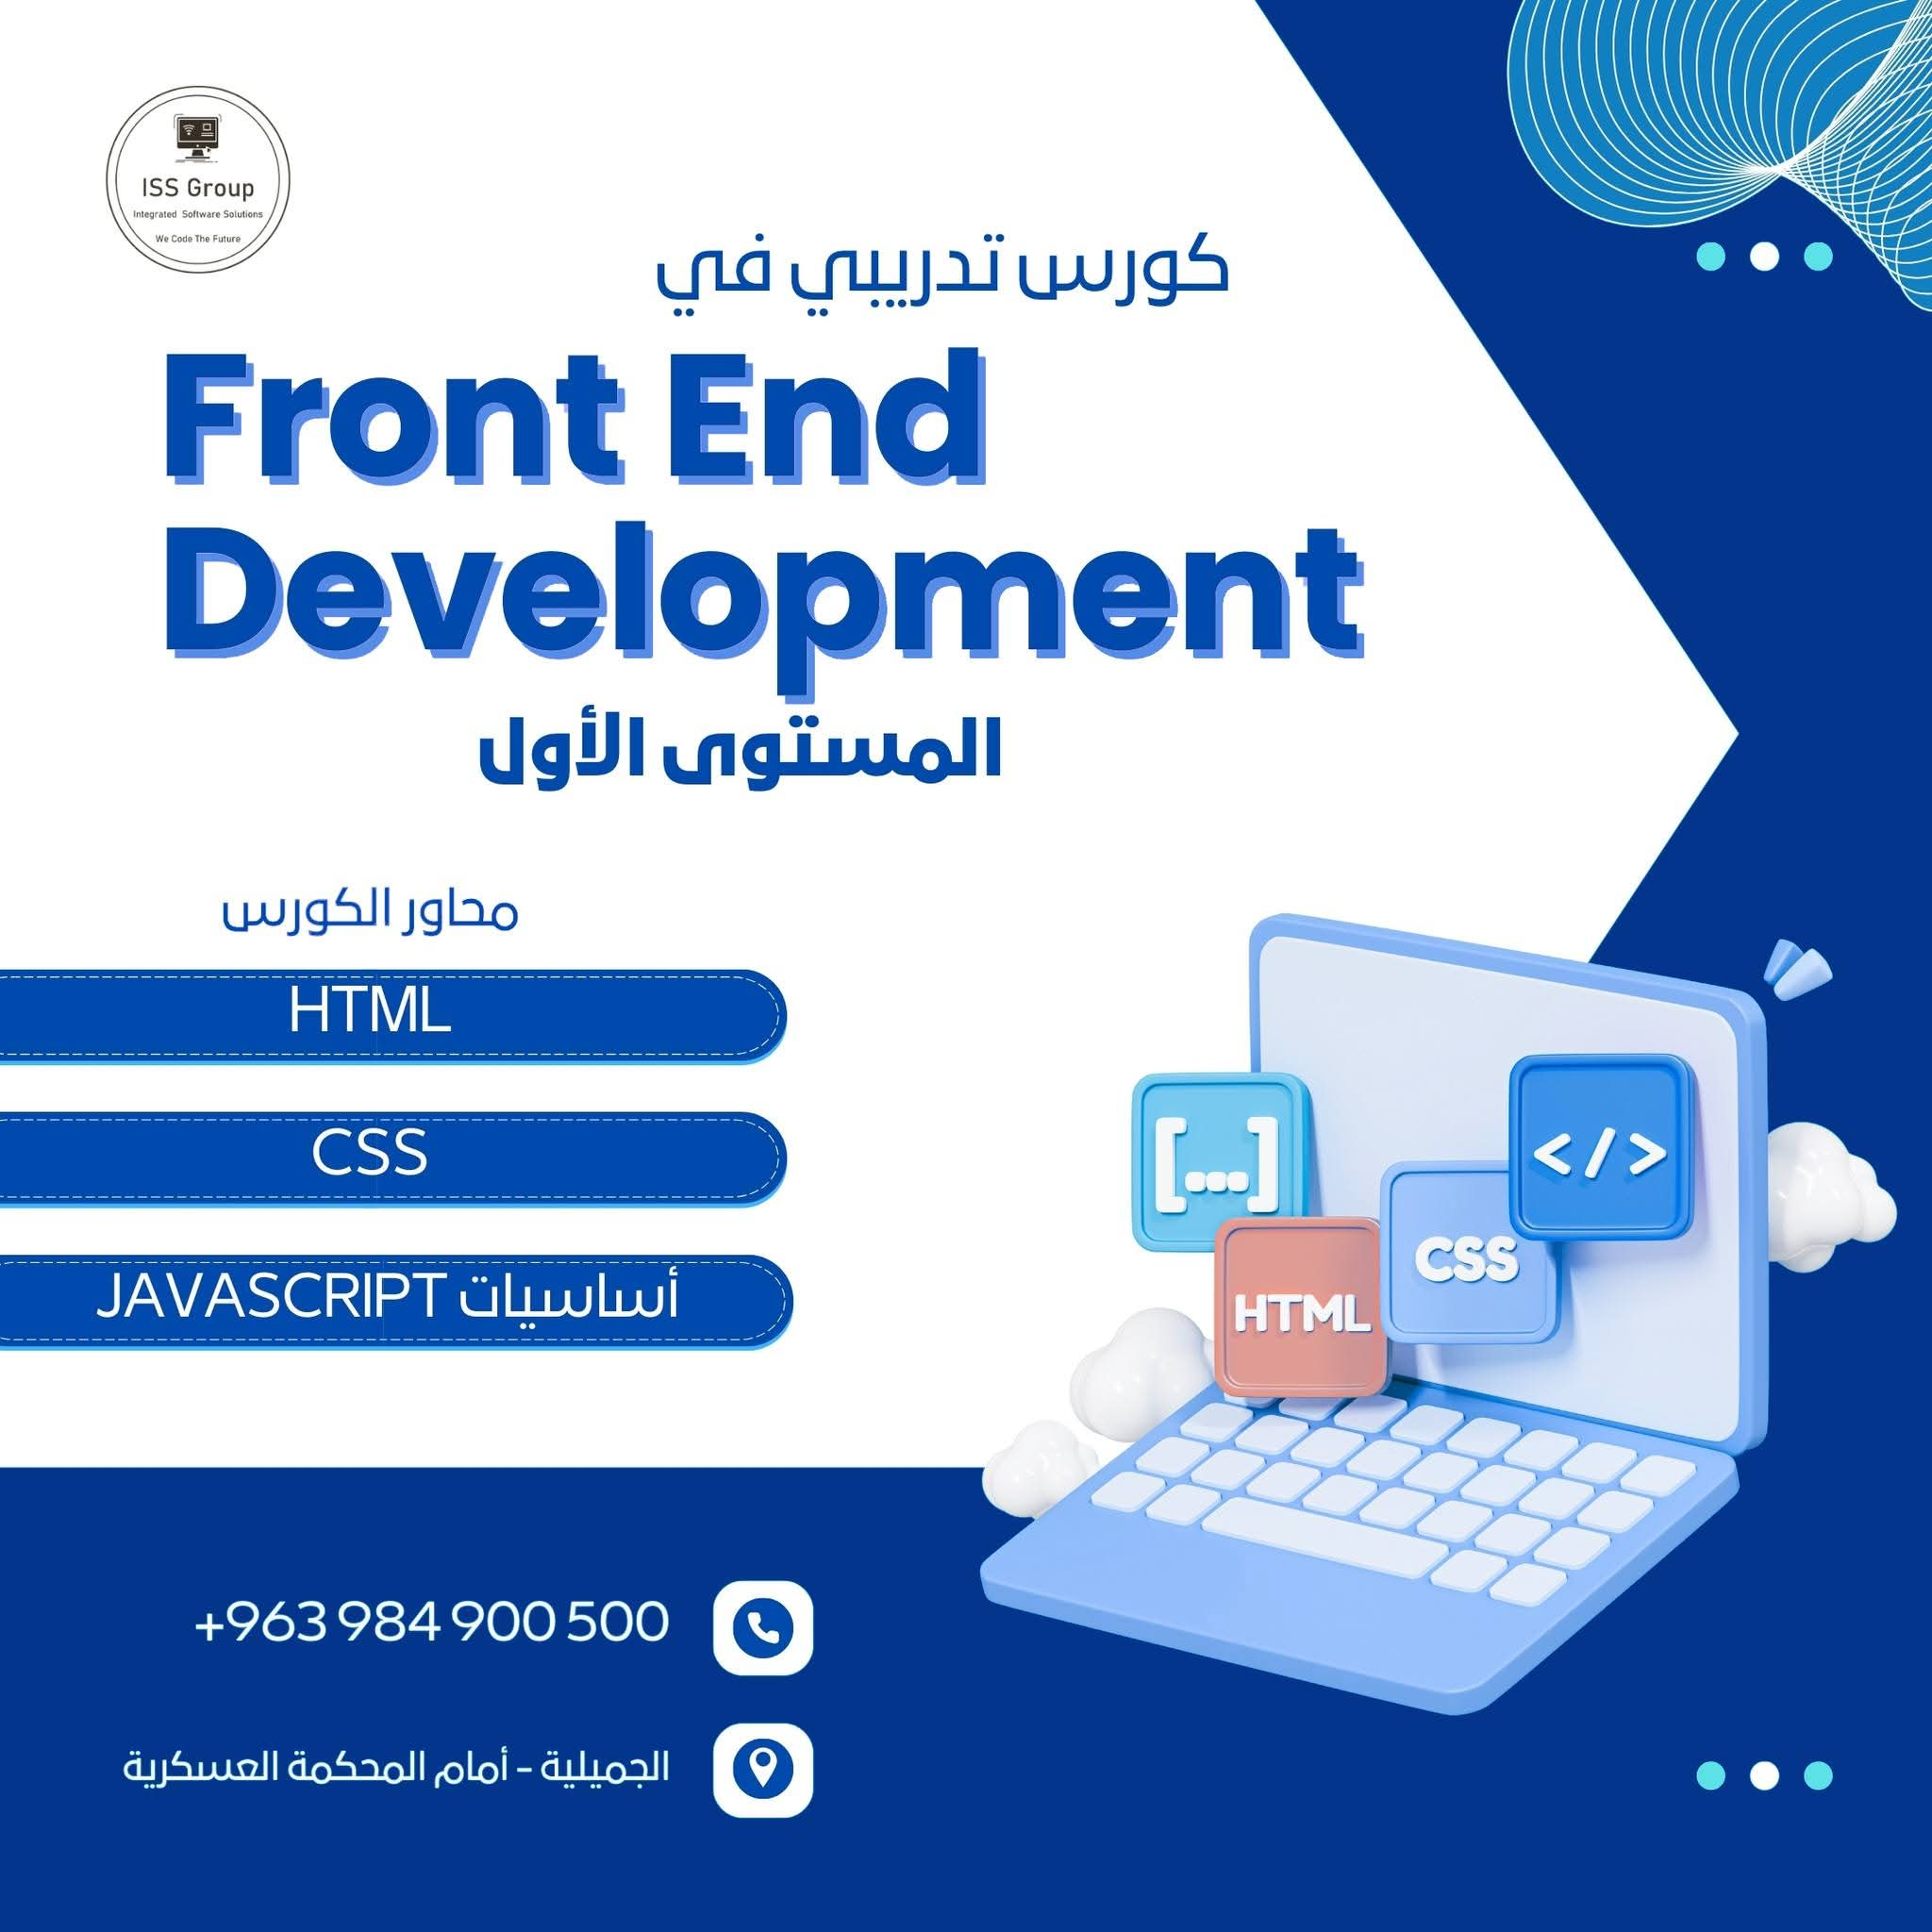 ISS Group
Integrated Software Solutions
We Code The Future
كورس تدريبي في
Front End
Development
المستوى الأول
محاور الكورس
HTML
CSS
أساسيات JAVASCRIPT
[...]
</>
CSS
HTML
+963 984 900 500
الجميلية - أمام المحكمة العسكرية